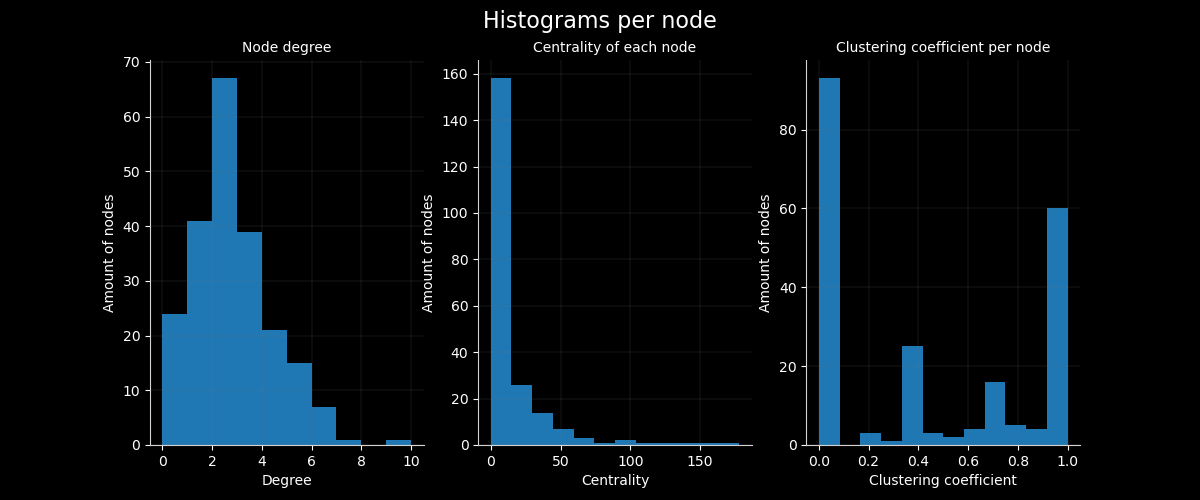 Histograms per node
Node degree
Amount of nodes
70
60
50
40
30
20
10
0
0 2 4 6 8 10
Degree
Centrality of each node
Amount of nodes
160
140
120
100
80
60
40
20
0
0 50 100 150
Centrality
Clustering coefficient per node
Amount of nodes
80
60
40
20
0
0.0 0.2 0.4 0.6 0.8 1.0
Clustering coefficient